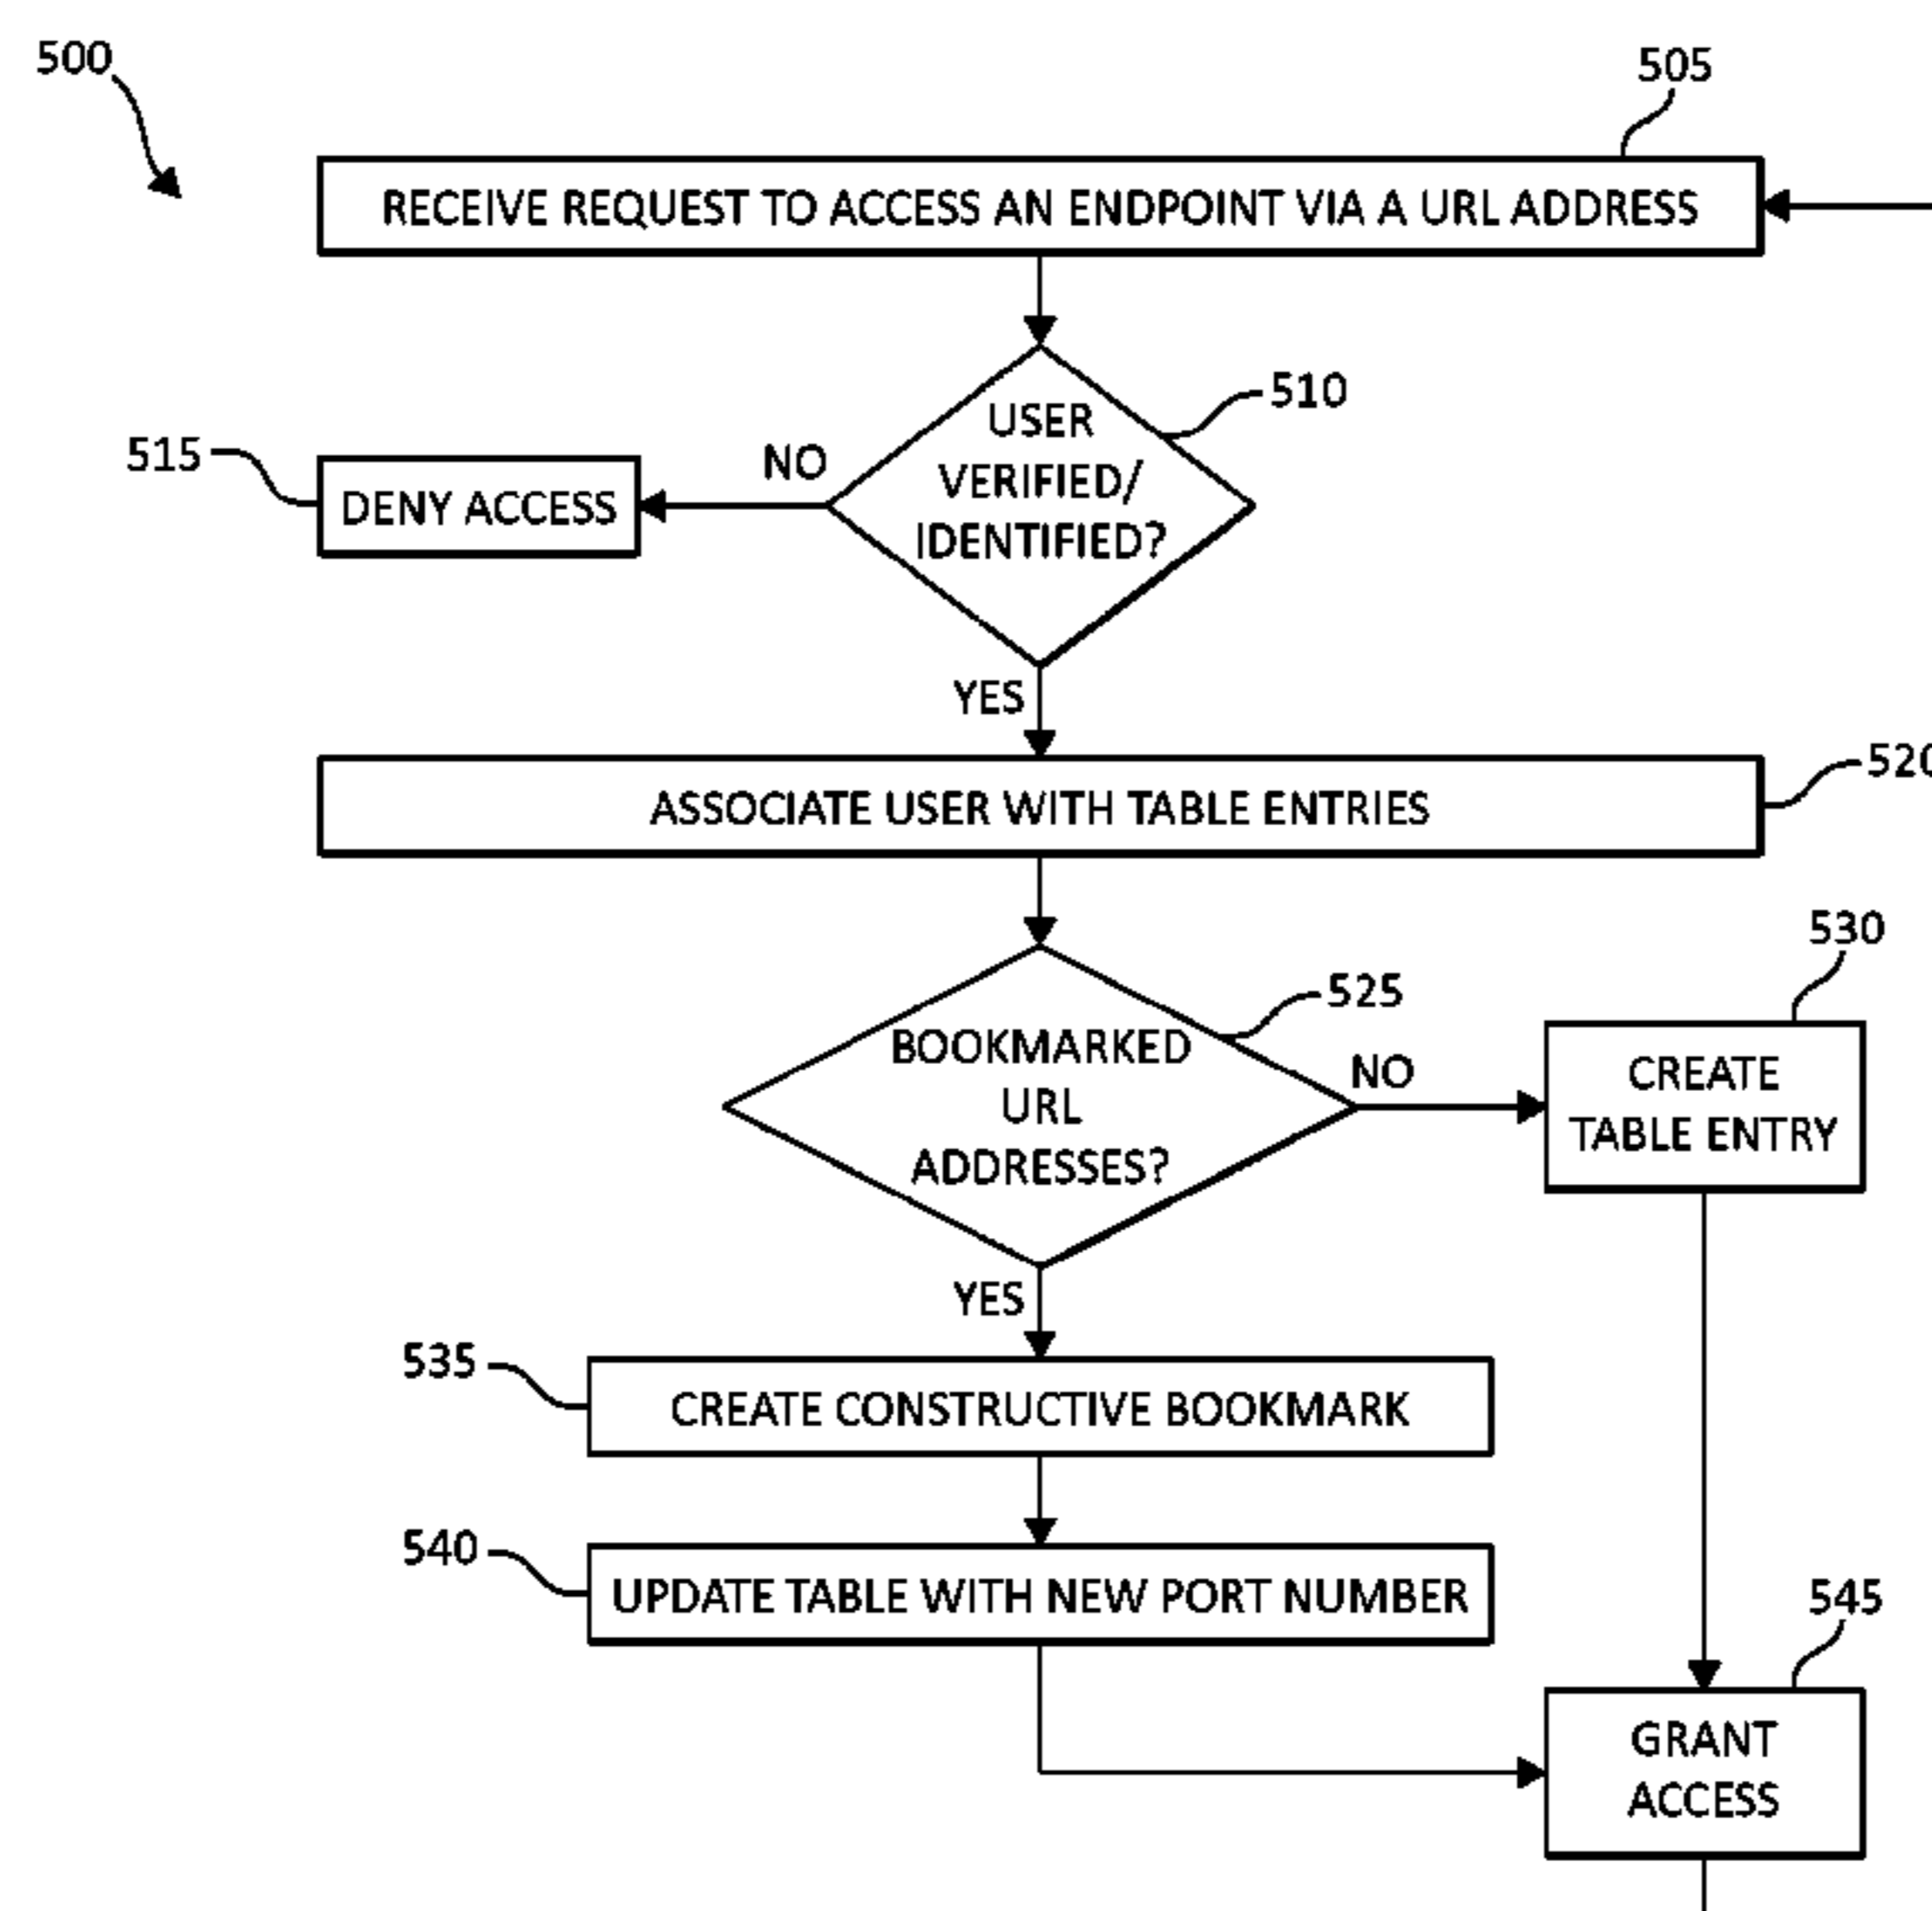 500
505
RECEIVE REQUEST TO ACCESS AN ENDPOINT VIA A URL ADDRESS
510
USER
VERIFIED/
IDENTIFIED?
NO
515
DENY ACCESS
YES
520
ASSOCIATE USER WITH TABLE ENTRIES
525
BOOKMARKED
URL
ADDRESSES?
NO
530
CREATE
TABLE ENTRY
YES
535
CREATE CONSTRUCTIVE BOOKMARK
540
UPDATE TABLE WITH NEW PORT NUMBER
545
GRANT
ACCESS